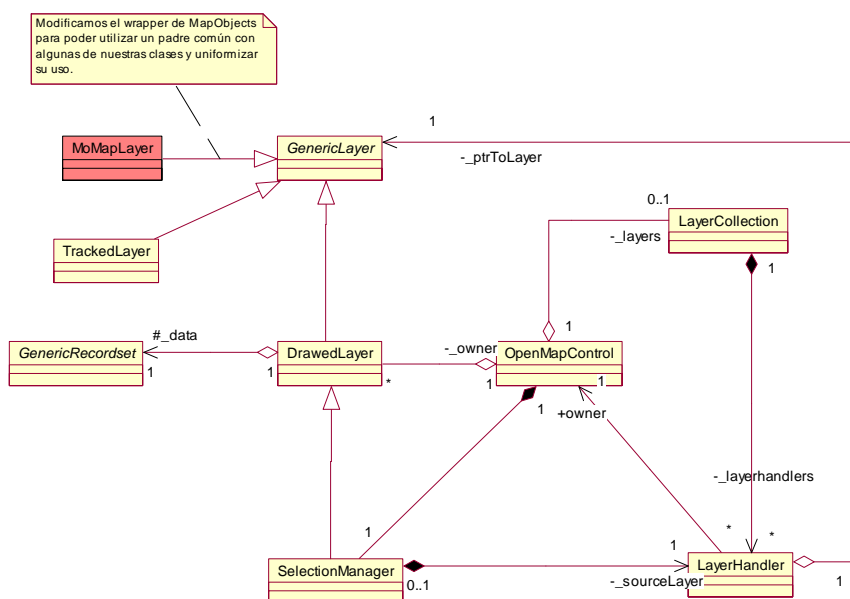 Modificamos el wrapper de MapObjects
para poder utilizar un padre común con
algunas de nuestras clases y uniformizar
su uso.
MoMapLayer
GenericLayer
1
-_ptrToLayer
TrackedLayer
0..1
LayerCollection
-_layers
1
1
#_data
GenericRecordset
1
1
DrawedLayer
*
-_owner
1
OpenMapControl
1
1
+owner
-_layerhandlers
1
*
*
SelectionManager
0..1
1
-_sourceLayer
LayerHandler
1